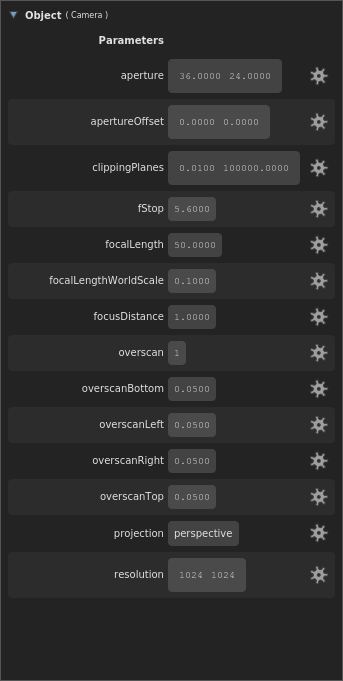 Object ( Camera )
Parameters
aperture 36.0000 24.0000
apertureOffset 0.0000 0.0000
clippingPlanes 0.0100 100000.0000
fStop 5.6000
focalLength 50.0000
focalLengthWorldScale 0.1000
focusDistance 1.0000
overscan 1
overscanBottom 0.0500
overscanLeft 0.0500
overscanRight 0.0500
overscanTop 0.0500
projection perspective
resolution 1024 1024